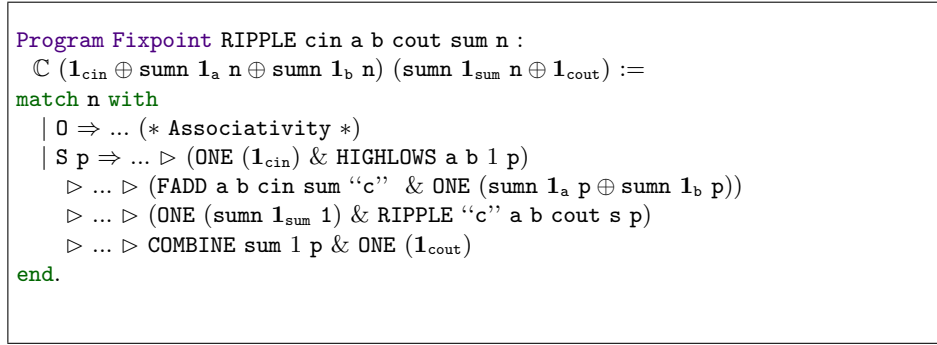 Program Fixpoint RIPPLE cin a b cout sum n :
ℂ (𝟏cin ⊕ sumn 𝟏a n ⊕ sumn 𝟏b n) (sumn 𝟏sum n ⊕ 𝟏cout) :=
match n with
| O ⇒ ... (∗ Associativity ∗)
| S p ⇒ ... ▷ (ONE (𝟏cin) & HIGHLOWS a b 1 p)
▷ ... ▷ (FADD a b cin sum “c” & ONE (sumn 𝟏a p ⊕ sumn 𝟏b p))
▷ ... ▷ (ONE (sumn 𝟏sum 1) & RIPPLE “c” a b cout s p)
▷ ... ▷ COMBINE sum 1 p & ONE (𝟏cout)
end.